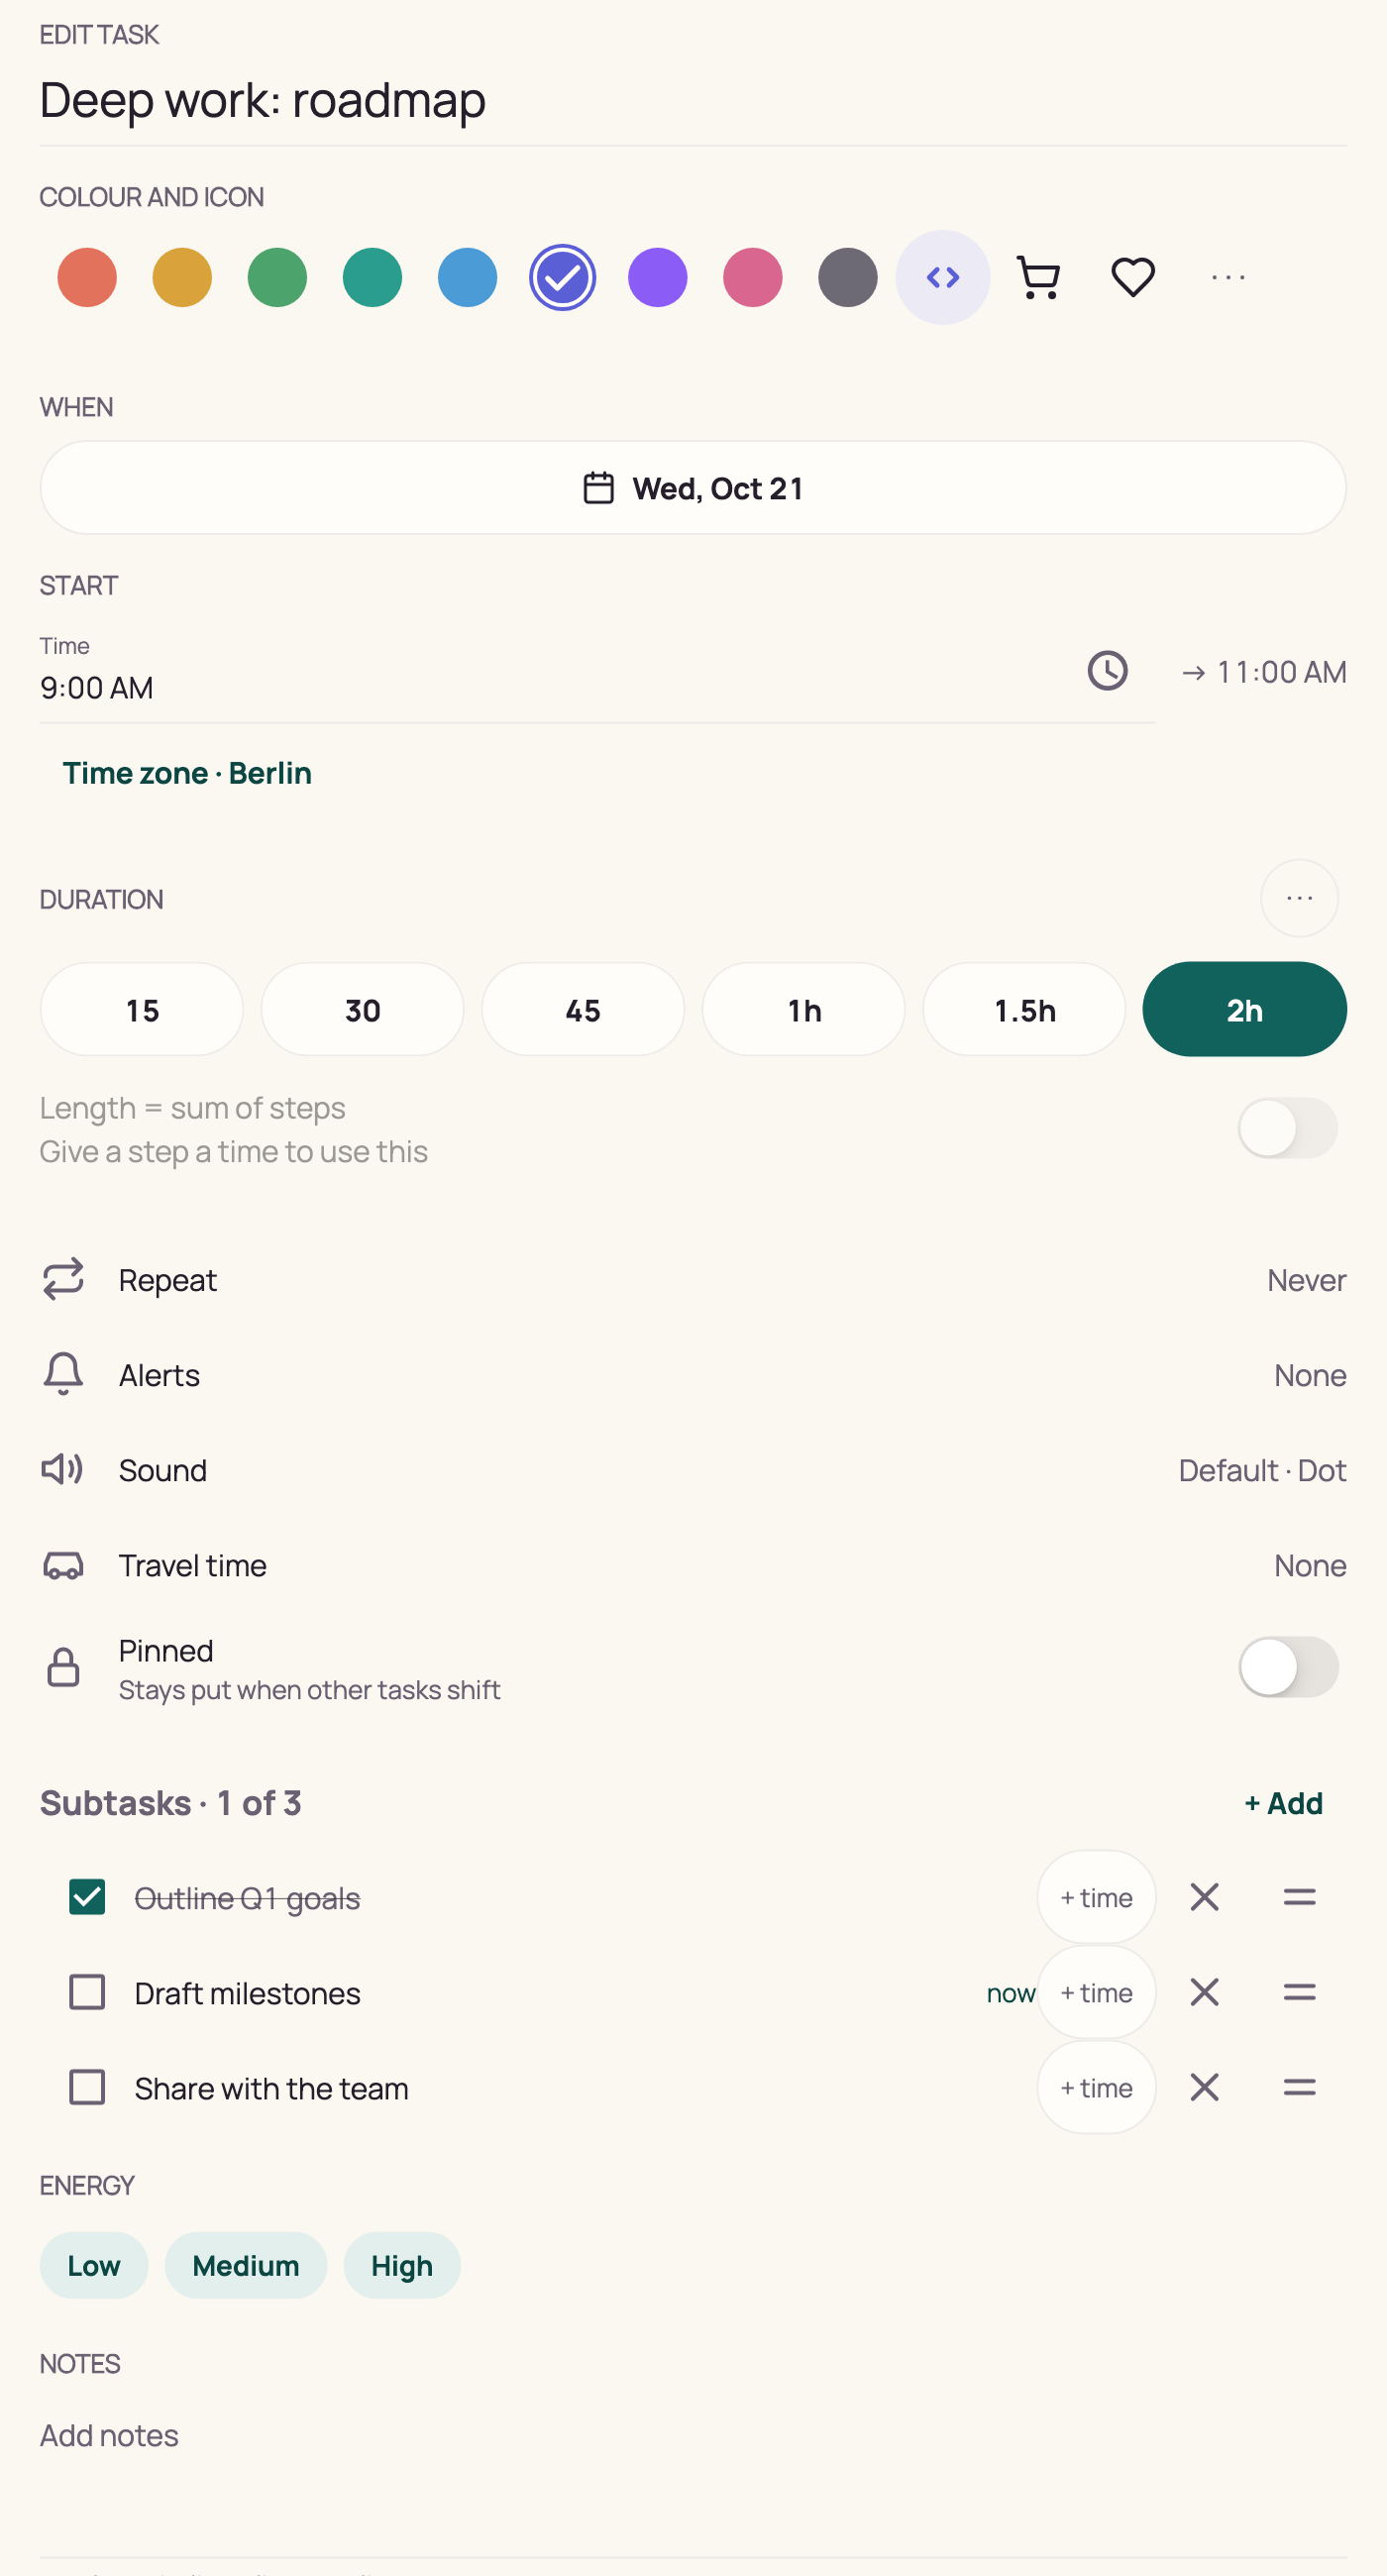 EDIT TASK
Deep work: roadmap
COLOUR AND ICON
...
WHEN
Wed, Oct 21
START
Time
9:00 AM
→ 11:00 AM
Time zone · Berlin
DURATION
...
15 30 45 1h 1.5h 2h
Length = sum of steps
Give a step a time to use this
Repeat Never
Alerts None
Sound Default · Dot
Travel time None
Pinned
Stays put when other tasks shift
Subtasks · 1 of 3 + Add
Outline Q1 goals + time
Draft milestones now + time
Share with the team + time
ENERGY
Low Medium High
NOTES
Add notes